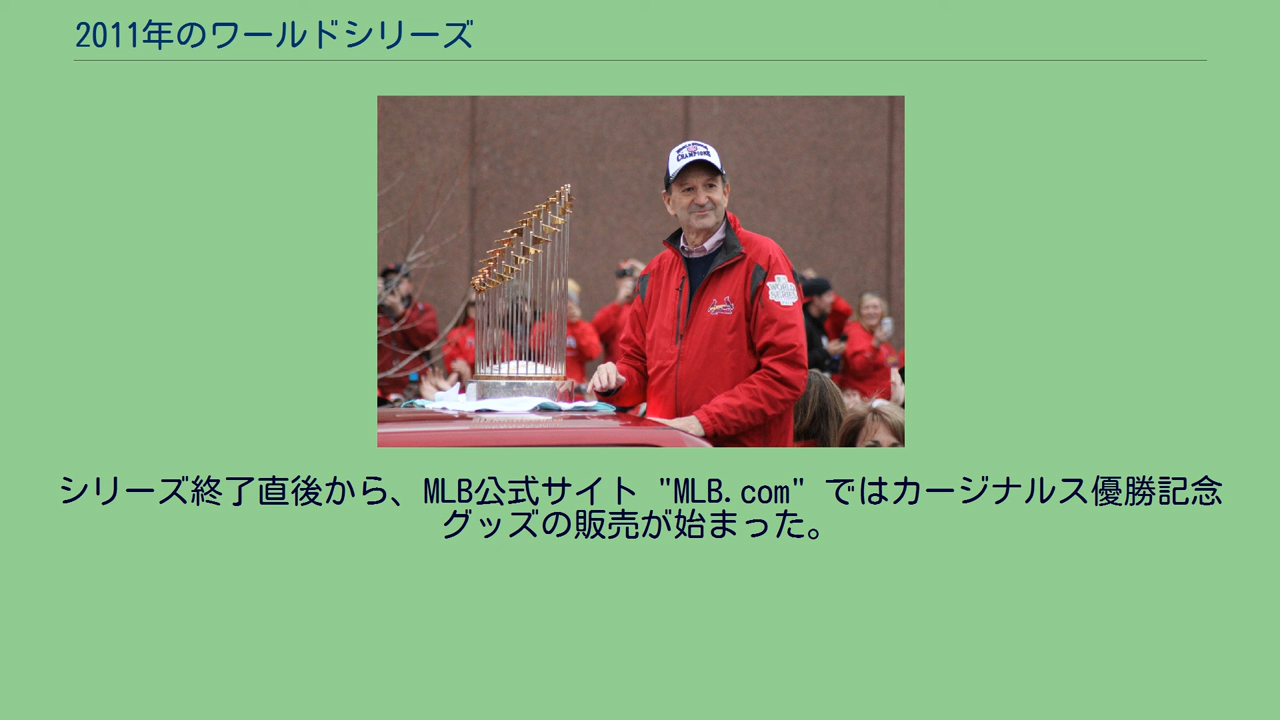 2011年のワールドシリーズ
CHAMPIONS
WORLD
SERIES
シリーズ終了直後から、MLB公式サイト "MLB.com" ではカージナルス優勝記念
グッズの販売が始まった。